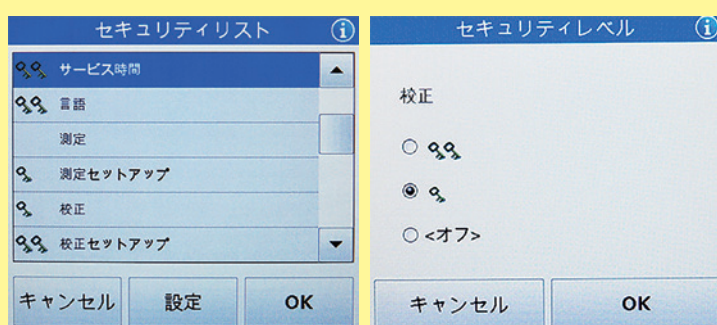 セキュリティリスト
サービス時間
言語
測定
測定セットアップ
校正
校正セットアップ
キャンセル 設定 OK
セキュリティレベル
校正
<オフ>
キャンセル OK